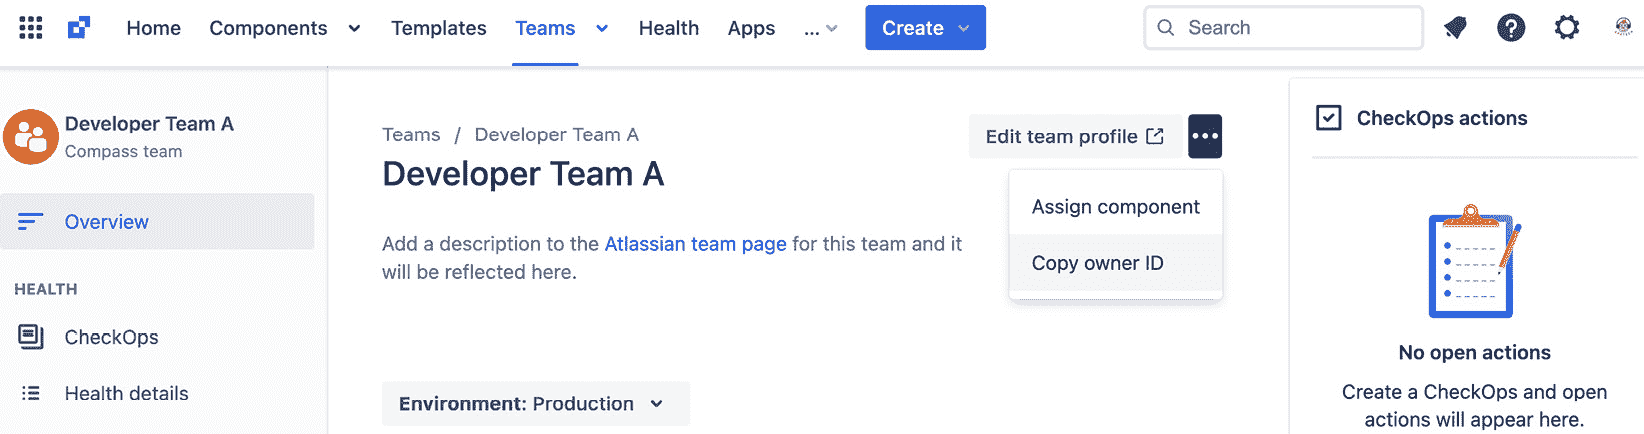 Home Components Templates Teams Health Apps ... Create Search
Developer Team A
Compass team
Overview
HEALTH
CheckOps
Health details
Teams / Developer Team A
Developer Team A
Edit team profile
Assign component
Copy owner ID
Add a description to the Atlassian team page for this team and it
will be reflected here.
Environment: Production
CheckOps actions
No open actions
Create a CheckOps and open
actions will appear here.